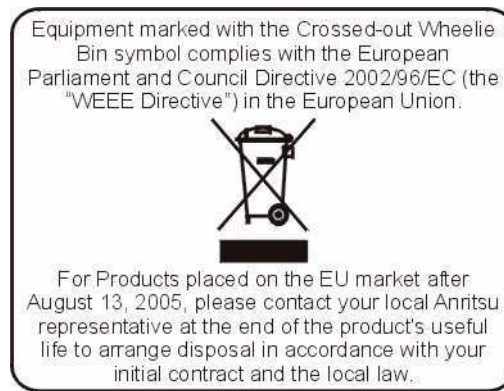 Equipment marked with the Crossed-out Wheelie
Bin symbol complies with the European
Parliament and Council Directive 2002/96/EC (the
“WEEE Directive”) in the European Union.
For Products placed on the EU market after
August 13, 2005, please contact your local Anritsu
representative at the end of the product's useful
life to arrange disposal in accordance with your
initial contract and the local law.